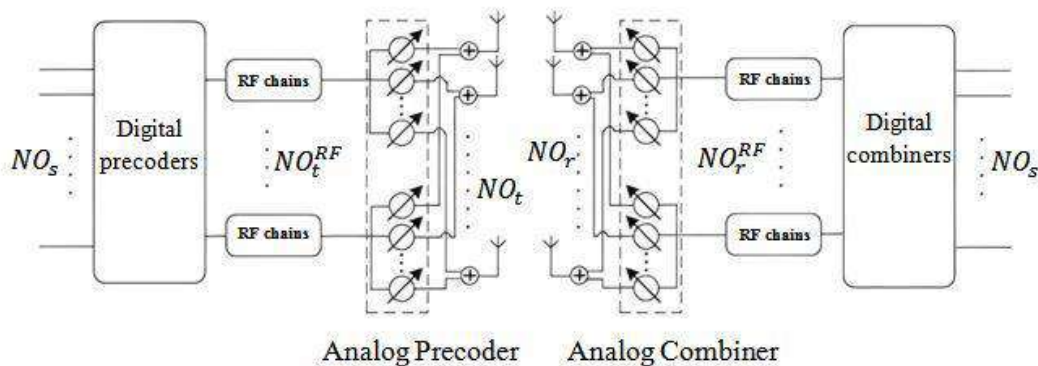 RF chains
RF chains
Digital
precoders
NO_s
NO_t^{RF}
NO_t
RF chains
RF chains
NO_r
NO_r^{RF}
Digital
combiners
NO_s
Analog Precoder
Analog Combiner